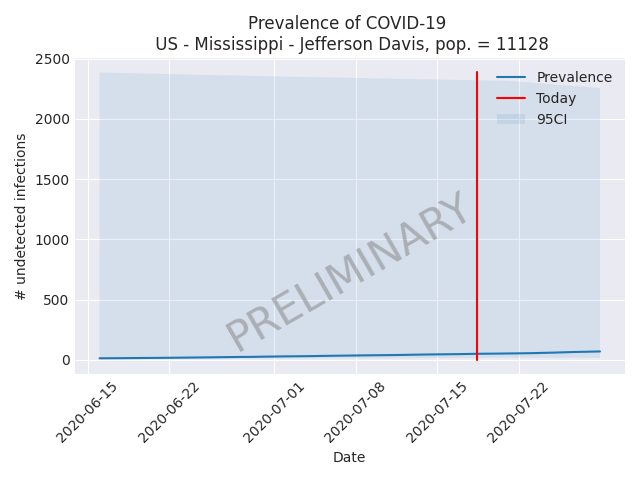 Prevalence of COVID-19
US - Mississippi - Jefferson Davis, pop. = 11128
Prevalence
Today
95CI
# undetected infections
2500
2000
1500
1000
500
0
PRELIMINARY
2020-06-15
2020-06-22
2020-07-01
2020-07-08
2020-07-15
2020-07-22
Date